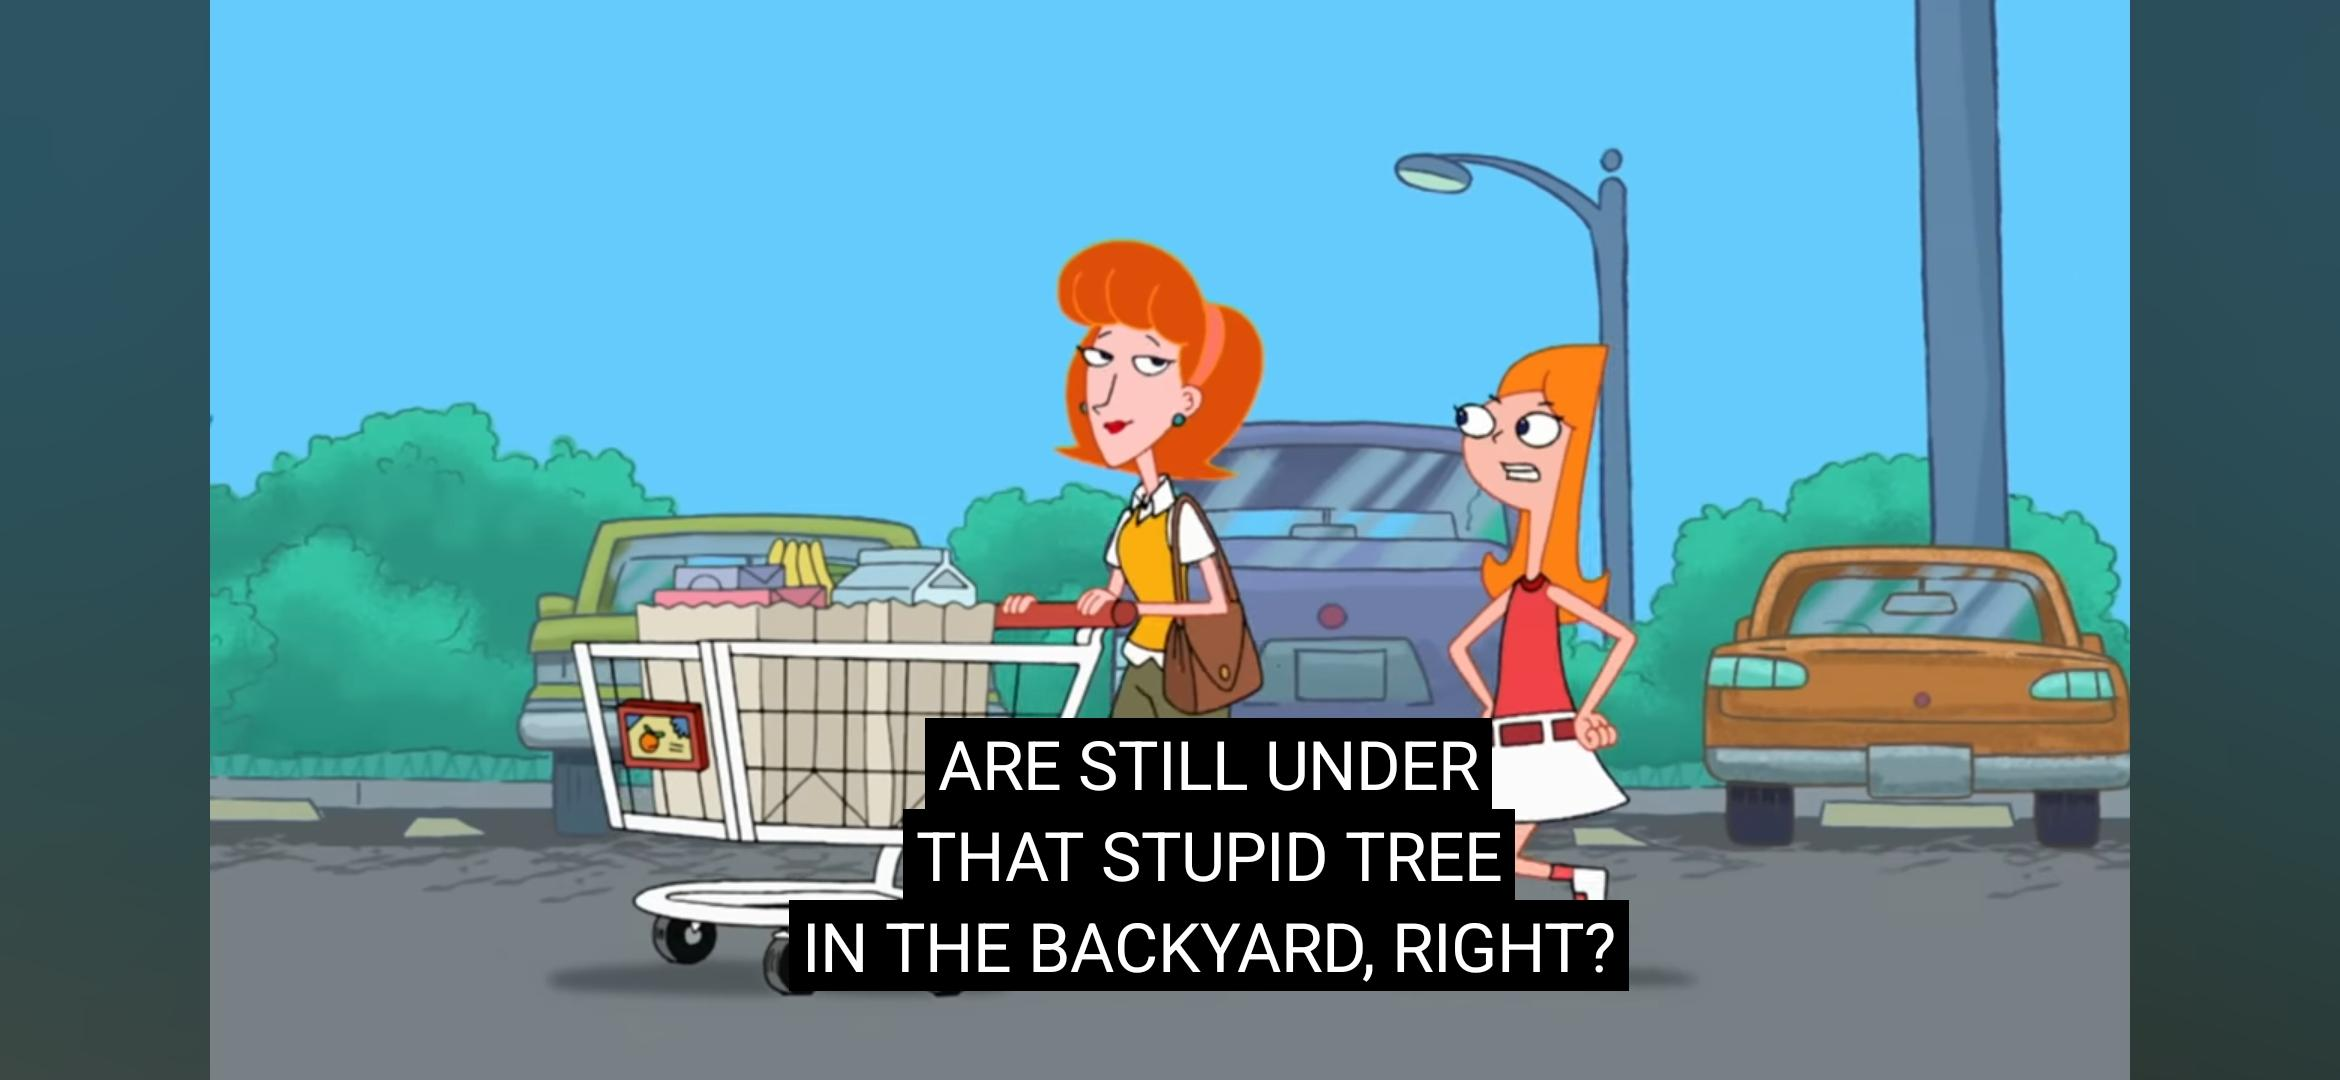 ARE STILL UNDER
THAT STUPID TREE
IN THE BACKYARD, RIGHT?